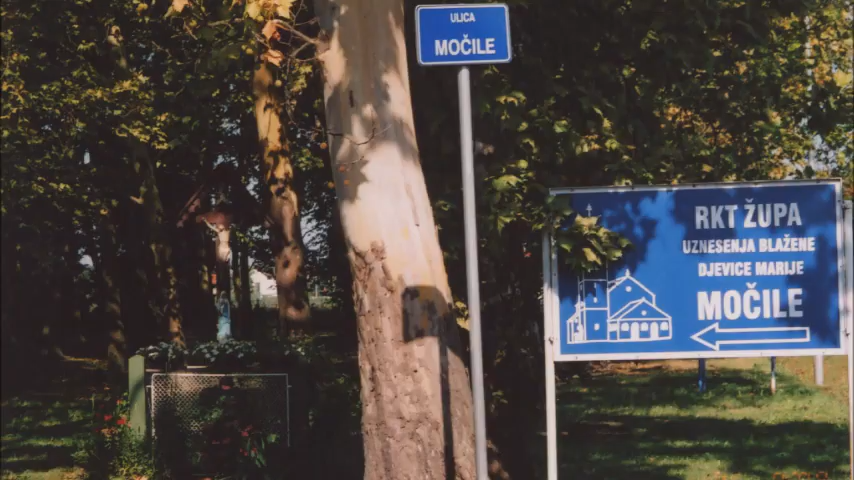 ULICA
MOČILE
RKT ŽUPA
UZNESENJA BLAŽENE
DJEVICE MARIJE
MOČILE